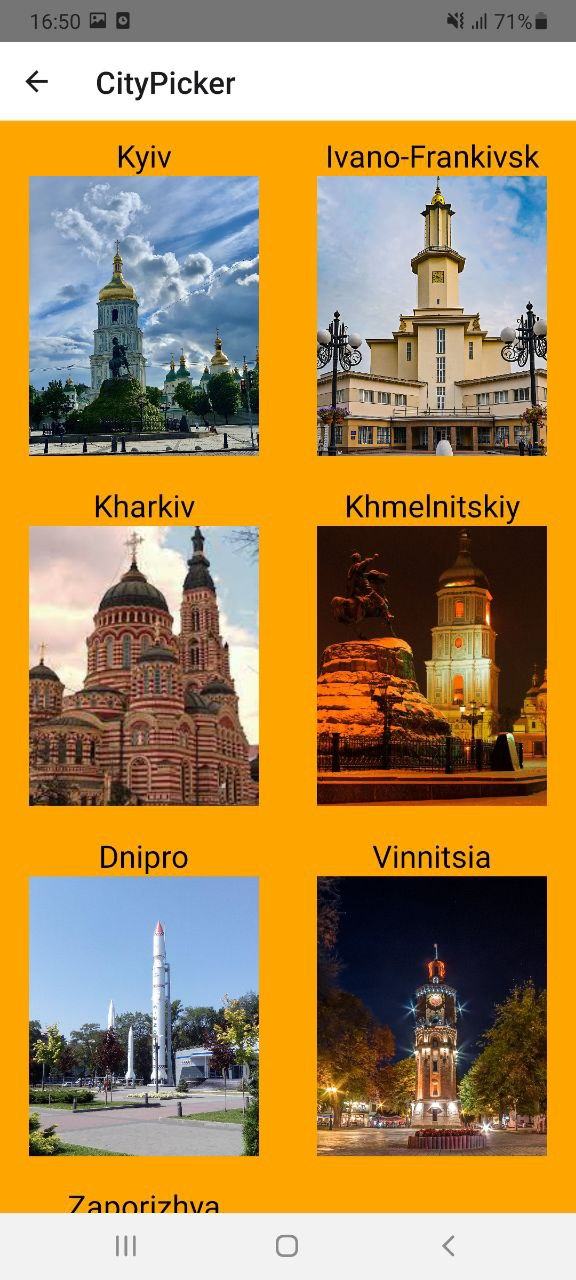 16:50 71%
CityPicker
Kyiv Ivano-Frankivsk
Kharkiv Khmelnitskiy
Dnipro Vinnitsia
Zaporizhya